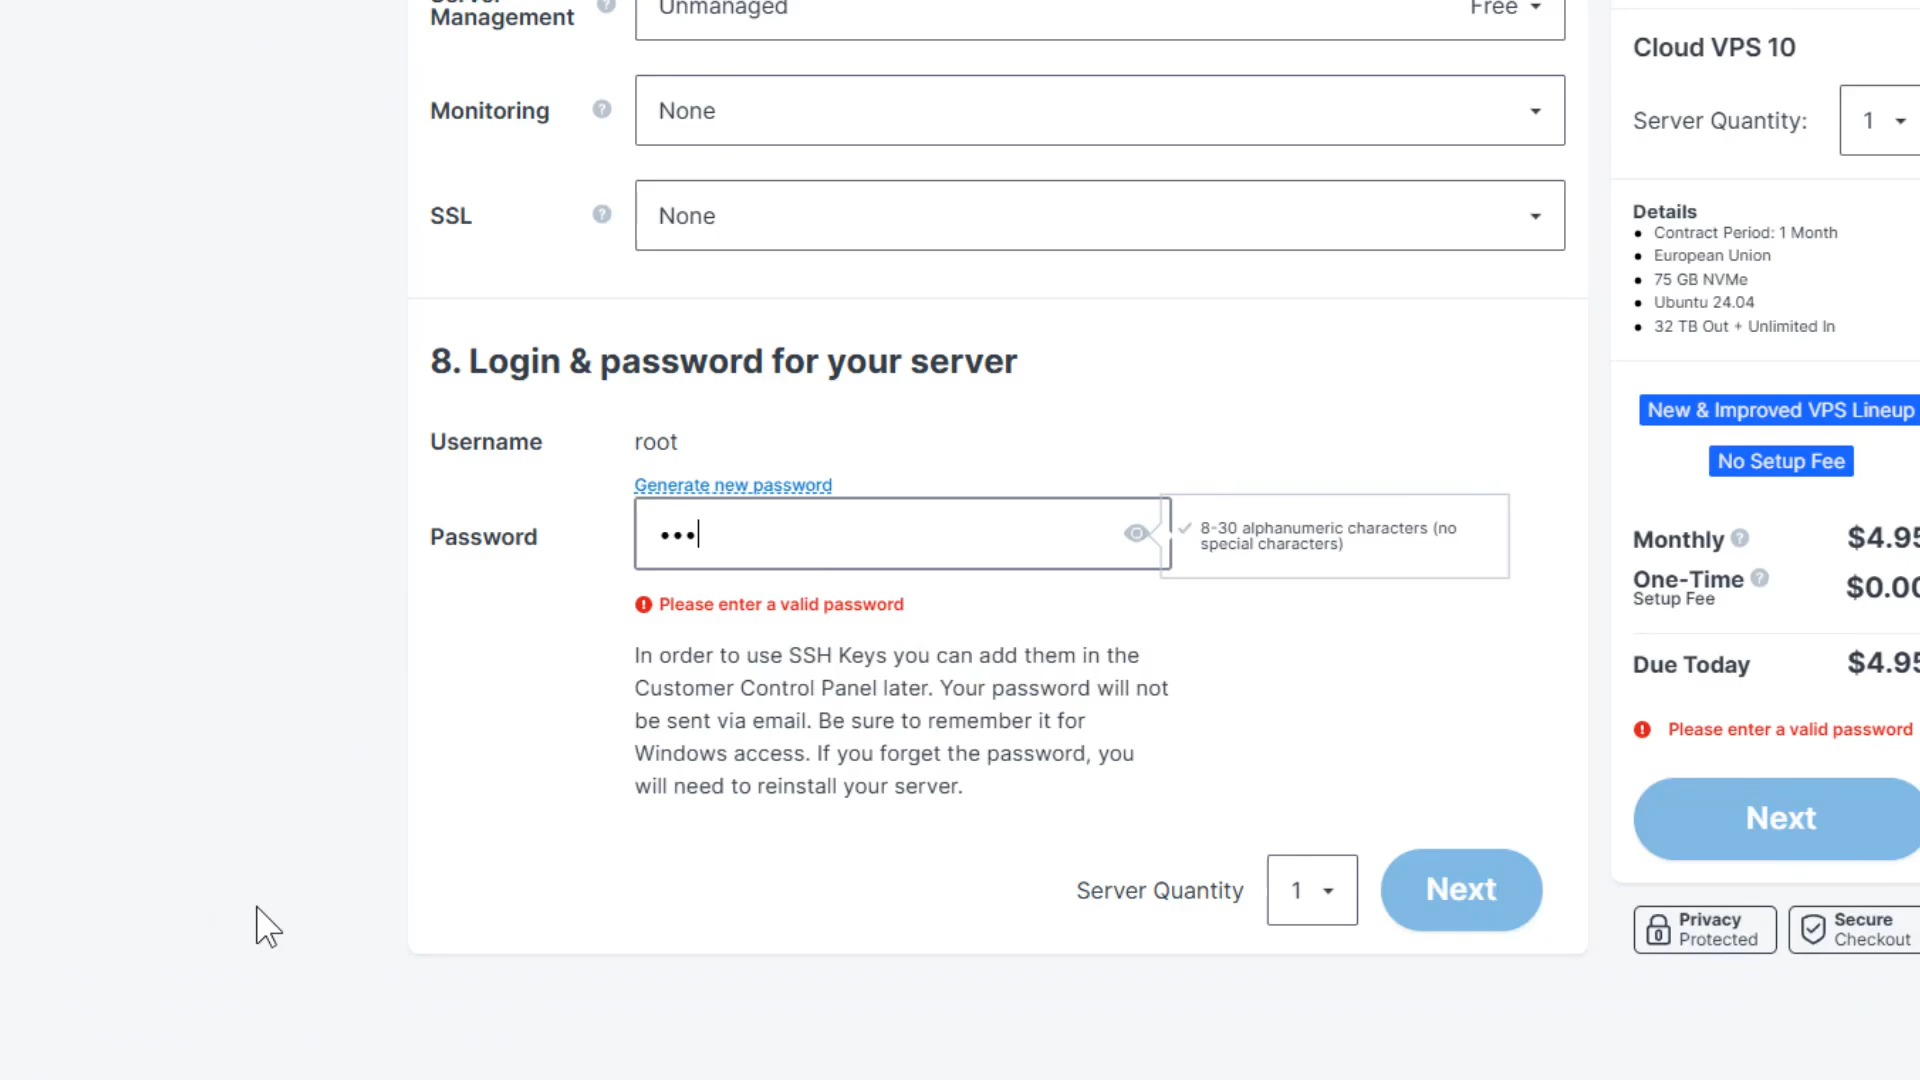 Server
Management
Unmanaged
Free
Monitoring
None
SSL
None
8. Login & password for your server
Username
root
Generate new password
Password
•••
8-30 alphanumeric characters (no
special characters)
Please enter a valid password
In order to use SSH Keys you can add them in the
Customer Control Panel later. Your password will not
be sent via email. Be sure to remember it for
Windows access. If you forget the password, you
will need to reinstall your server.
Server Quantity
1
Next
Cloud VPS 10
Server Quantity:
1
Details
Contract Period: 1 Month
European Union
75 GB NVMe
Ubuntu 24.04
32 TB Out + Unlimited In
New & Improved VPS Lineup
No Setup Fee
Monthly
$4.95
One-Time
Setup Fee
$0.00
Due Today
$4.95
Please enter a valid password
Next
Privacy
Protected
Secure
Checkout